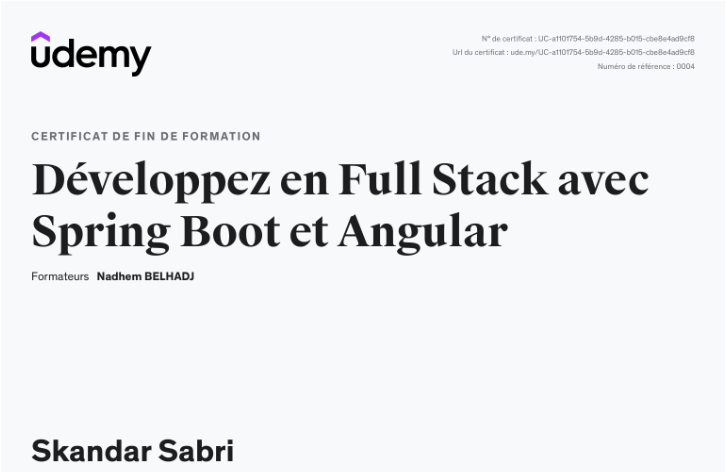 udemy
N° de certificat : UC-a1101754-5b9d-4285-b015-cbe8e4ad9cf8
Url du certificat : ude.my/UC-a1101754-5b9d-4285-b015-cbe8e4ad9cf8
Numéro de référence : 0004
CERTIFICAT DE FIN DE FORMATION
Développez en Full Stack avec
Spring Boot et Angular
Formateurs Nadhem BELHADJ
Skandar Sabri